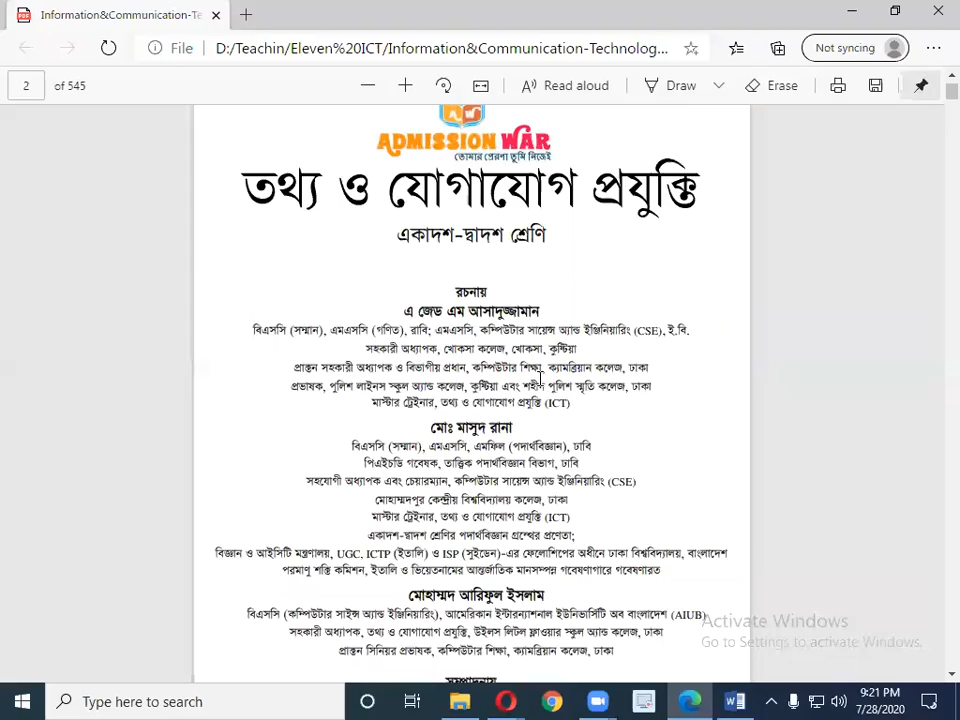 Information&Communication-Te
File D:/Teachin/Eleven%20ICT/Information&Communication-Technolog... Not syncing
2 of 545 Read aloud Draw Erase
ADMISSION WAR
তোমার প্রেরণা তুমি নিজেই
তথ্য ও যোগাযোগ প্রযুক্তি
একাদশ-দ্বাদশ শ্রেণি
রচনায়
এ জেড এম আসাদুজ্জামান
বিএসসি (সম্মান), এমএসসি (গণিত), রাবি; এমএসসি, কম্পিউটার সায়েন্স অ্যান্ড ইঞ্জিনিয়ারিং (CSE), ই.বি.
সহকারী অধ্যাপক, খোকসা কলেজ, খোকসা, কুষ্টিয়া
প্রাক্তন সহকারী অধ্যাপক ও বিভাগীয় প্রধান, কম্পিউটার শিক্ষা, ক্যামব্রিয়ান কলেজ, ঢাকা
প্রভাষক, পুলিশ লাইনস স্কুল অ্যান্ড কলেজ, কুষ্টিয়া এবং শহীদ পুলিশ স্মৃতি কলেজ, ঢাকা
মাস্টার ট্রেইনার, তথ্য ও যোগাযোগ প্রযুক্তি (ICT)
মোঃ মাসুদ রানা
বিএসসি (সম্মান), এমএসসি, এমফিল (পদার্থবিজ্ঞান), ঢাবি
পিএইচডি গবেষক, তাত্ত্বিক পদার্থবিজ্ঞান বিভাগ, ঢাবি
সহযোগী অধ্যাপক এবং চেয়ারম্যান, কম্পিউটার সায়েন্স অ্যান্ড ইঞ্জিনিয়ারিং (CSE)
মোহাম্মদপুর কেন্দ্রীয় বিশ্ববিদ্যালয় কলেজ, ঢাকা
মাস্টার ট্রেইনার, তথ্য ও যোগাযোগ প্রযুক্তি (ICT)
একাদশ-দ্বাদশ শ্রেণির পদার্থবিজ্ঞান গ্রন্থের প্রণেতা;
বিজ্ঞান ও আইসিটি মন্ত্রণালয়, UGC, ICTP (ইতালি) ও ISP (সুইডেন)-এর ফেলোশিপের অধীনে ঢাকা বিশ্ববিদ্যালয়, বাংলাদেশ
পরমাণু শক্তি কমিশন, ইতালি ও ভিয়েতনামের আন্তর্জাতিক মানসম্পন্ন গবেষণাগারে গবেষণারত
মোহাম্মদ আরিফুল ইসলাম
বিএসসি (কম্পিউটার সাইন্স অ্যান্ড ইঞ্জিনিয়ারিং), আমেরিকান ইন্টারন্যাশনাল ইউনিভার্সিটি অব বাংলাদেশ (AIUB)
সহকারী অধ্যাপক, তথ্য ও যোগাযোগ প্রযুক্তি, উইলস লিটল ফ্লাওয়ার স্কুল অ্যান্ড কলেজ, ঢাকা
প্রাক্তন সিনিয়র প্রভাষক, কম্পিউটার শিক্ষা, ক্যামব্রিয়ান কলেজ, ঢাকা
সম্পাদনায়
Activate Windows
Go to Settings to activate Windows.
Type here to search
9:21 PM
7/28/2020